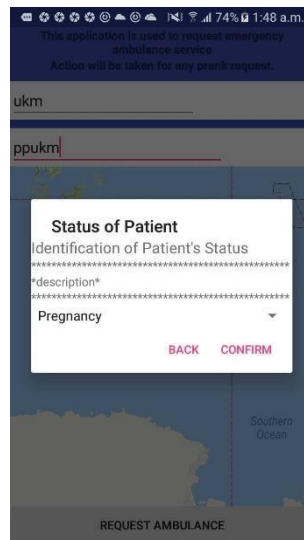 74% 1:48 a.m.
This application is used to request emergency
ambulance service
Action will be taken for any prank request.
ukm
ppukm
Status of Patient
Identification of Patient's Status
**************************************************
*description*
**************************************************
Pregnancy
BACK CONFIRM
Southern
Ocean
REQUEST AMBULANCE